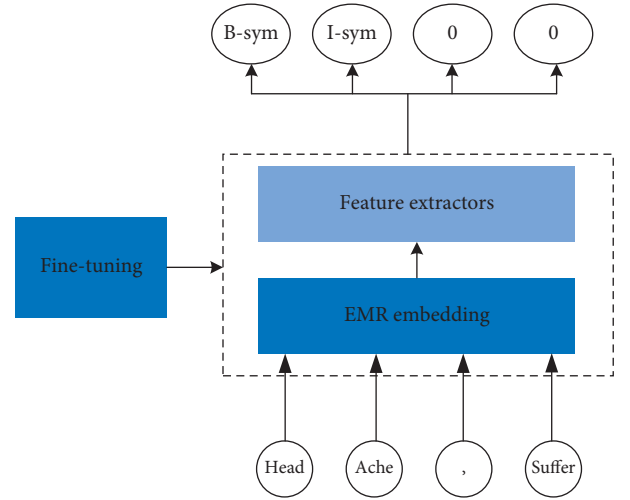 B-sym I-sym 0 0
Feature extractors
Fine-tuning
EMR embedding
Head Ache , Suffer